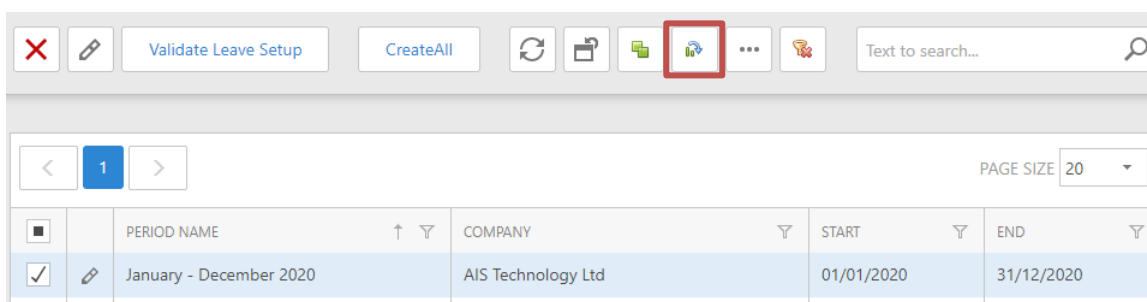 Validate Leave Setup CreateAll Text to search...
1 PAGE SIZE 20
PERIOD NAME COMPANY START END
January - December 2020 AIS Technology Ltd 01/01/2020 31/12/2020